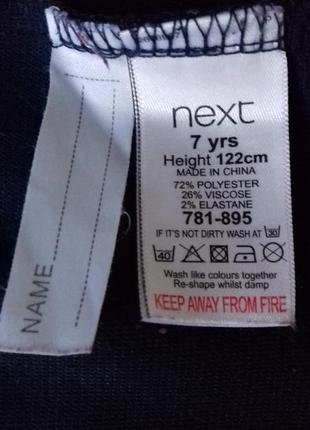 NAME
next
7 yrs
Height 122cm
MADE IN CHINA
72% POLYESTER
26% VISCOSE
2% ELASTANE
781-895
IF IT'S NOT DIRTY WASH AT 30
40
Wash like colours together
Re-shape whilst damp
KEEP AWAY FROM FIRE